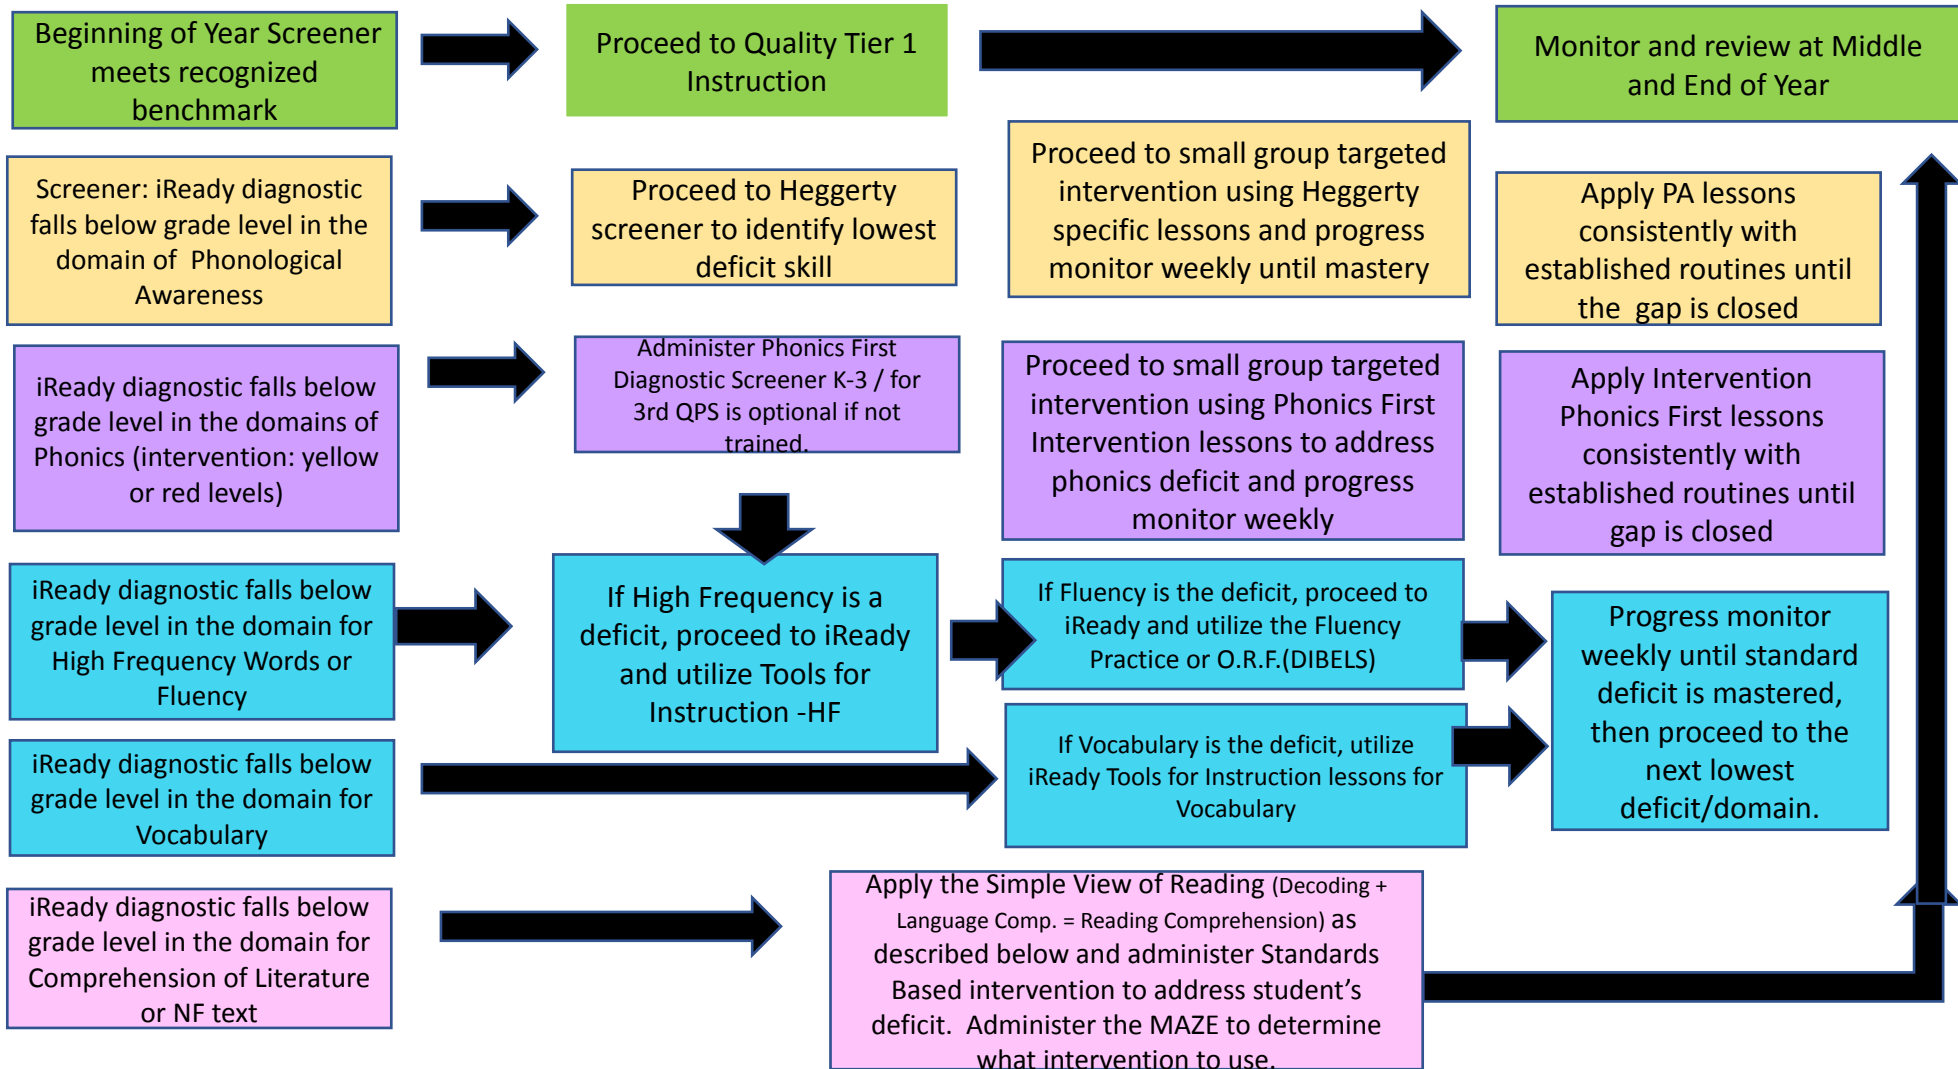 Beginning of Year Screener
meets recognized
benchmark
Proceed to Quality Tier 1
Instruction
Monitor and review at Middle
and End of Year
Screener: iReady diagnostic
falls below grade level in the
domain of Phonological
Awareness
Proceed to Heggerty
screener to identify lowest
deficit skill
Proceed to small group targeted
intervention using Heggerty
specific lessons and progress
monitor weekly until mastery
Apply PA lessons
consistently with
established routines until
the gap is closed
iReady diagnostic falls below
grade level in the domains of
Phonics (intervention: yellow
or red levels)
Administer Phonics First
Diagnostic Screener K-3 / for
3rd QPS is optional if not
trained.
Proceed to small group targeted
intervention using Phonics First
Intervention lessons to address
phonics deficit and progress
monitor weekly
Apply Intervention
Phonics First lessons
consistently with
established routines until
gap is closed
iReady diagnostic falls below
grade level in the domain for
High Frequency Words or
Fluency
If High Frequency is a
deficit, proceed to iReady
and utilize Tools for
Instruction -HF
If Fluency is the deficit, proceed to
iReady and utilize the Fluency
Practice or O.R.F.(DIBELS)
Progress monitor
weekly until standard
deficit is mastered,
then proceed to the
next lowest
deficit/domain.
iReady diagnostic falls below
grade level in the domain for
Vocabulary
If Vocabulary is the deficit, utilize
iReady Tools for Instruction lessons for
Vocabulary
iReady diagnostic falls below
grade level in the domain for
Comprehension of Literature
or NF text
Apply the Simple View of Reading (Decoding +
Language Comp. = Reading Comprehension) as
described below and administer Standards
Based intervention to address student's
deficit. Administer the MAZE to determine
what intervention to use.